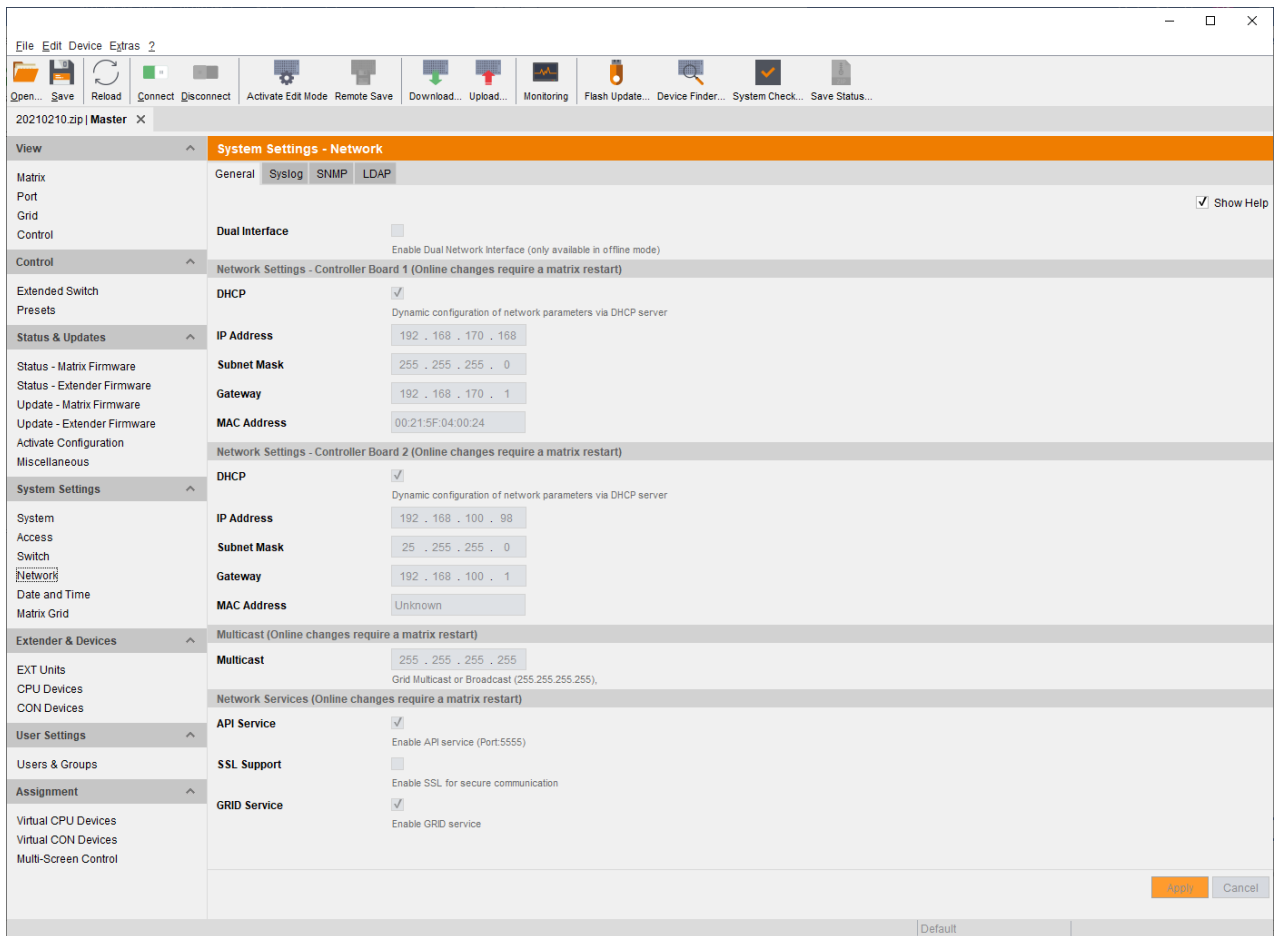 File Edit Device Extras ?
Open... Save Reload Connect Disconnect Activate Edit Mode Remote Save Download... Upload... Monitoring Flash Update... Device Finder... System Check... Save Status...
20210210.zip | Master
View
Matrix
Port
Grid
Control
Control
Extended Switch
Presets
Status & Updates
Status - Matrix Firmware
Status - Extender Firmware
Update - Matrix Firmware
Update - Extender Firmware
Activate Configuration
Miscellaneous
System Settings
System
Access
Switch
Network
Date and Time
Matrix Grid
Extender & Devices
EXT Units
CPU Devices
CON Devices
User Settings
Users & Groups
Assignment
Virtual CPU Devices
Virtual CON Devices
Multi-Screen Control
System Settings - Network
General Syslog SNMP LDAP
Show Help
Dual Interface
Enable Dual Network Interface (only available in offline mode)
Network Settings - Controller Board 1 (Online changes require a matrix restart)
DHCP
Dynamic configuration of network parameters via DHCP server
IP Address 192 . 168 . 170 . 168
Subnet Mask 255 . 255 . 255 . 0
Gateway 192 . 168 . 170 . 1
MAC Address 00:21:5F:04:00:24
Network Settings - Controller Board 2 (Online changes require a matrix restart)
DHCP
Dynamic configuration of network parameters via DHCP server
IP Address 192 . 168 . 100 . 98
Subnet Mask 25 . 255 . 255 . 0
Gateway 192 . 168 . 100 . 1
MAC Address Unknown
Multicast (Online changes require a matrix restart)
Multicast 255 . 255 . 255 . 255
Grid Multicast or Broadcast (255.255.255.255),
Network Services (Online changes require a matrix restart)
API Service
Enable API service (Port:5555)
SSL Support
Enable SSL for secure communication
GRID Service
Enable GRID service
Apply Cancel
Default